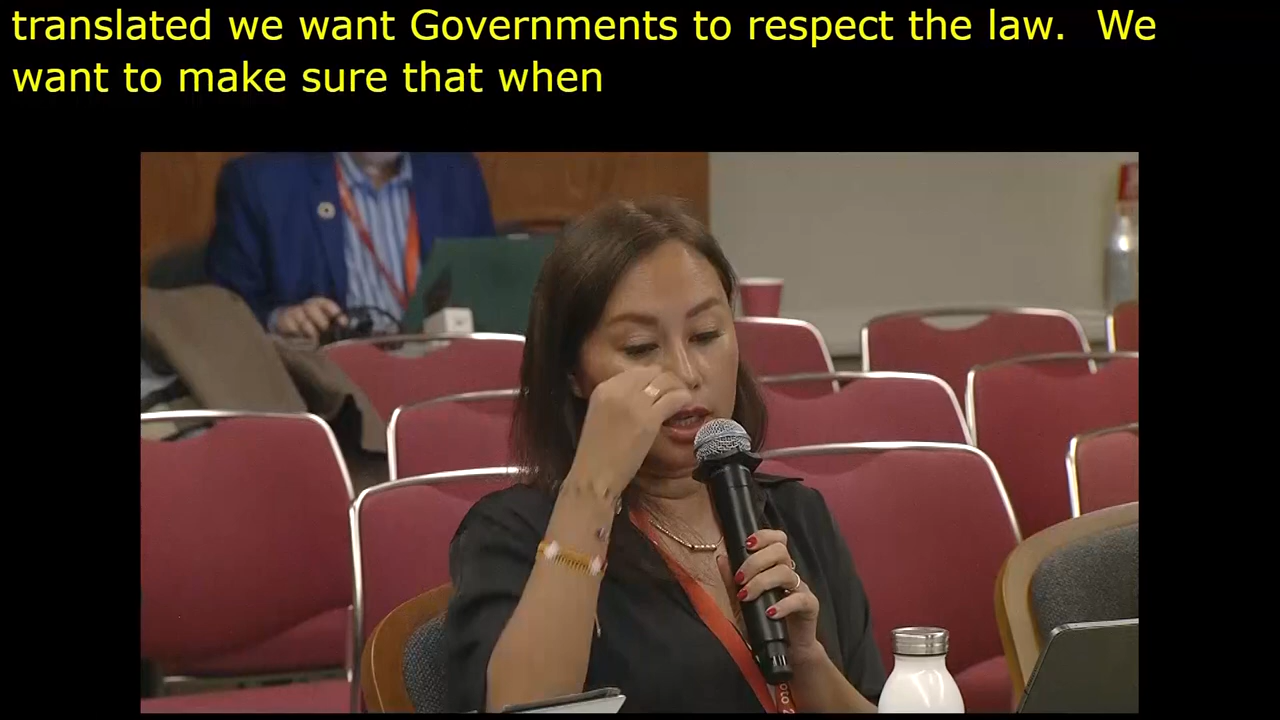 translated we want Governments to respect the law.  We
want to make sure that when